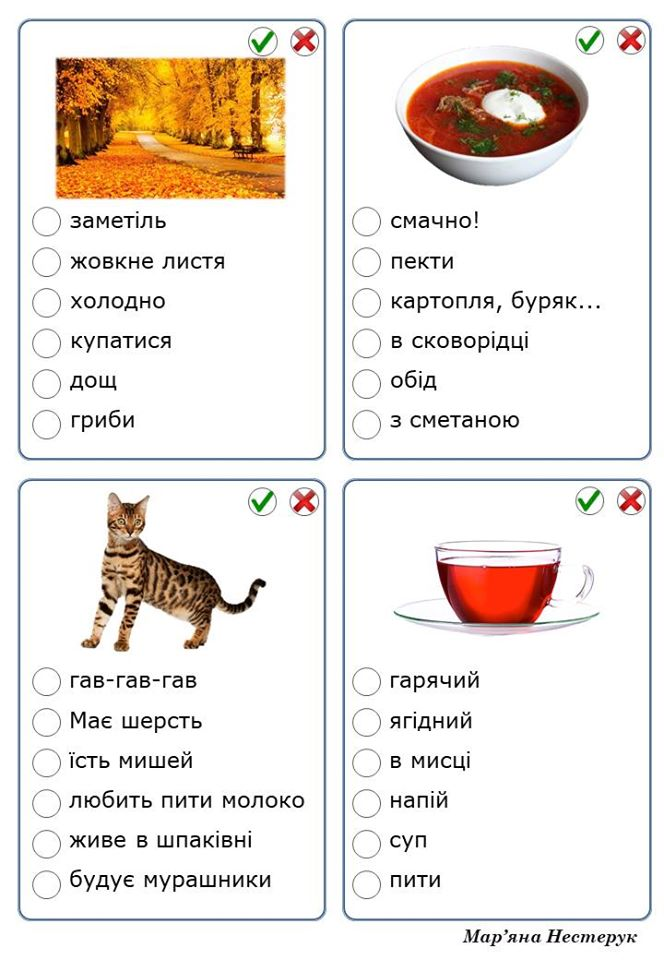 заметіль
жовкне листя
холодно
купатися
дощ
гриби
смачно!
пекти
картопля, буряк...
в сковорідці
обід
з сметаною
гав-гав-гав
Має шерсть
їсть мишей
любить пити молоко
живе в шпаківні
будує мурашники
гарячий
ягідний
в мисці
напій
суп
пити
Мар’яна Нестерук